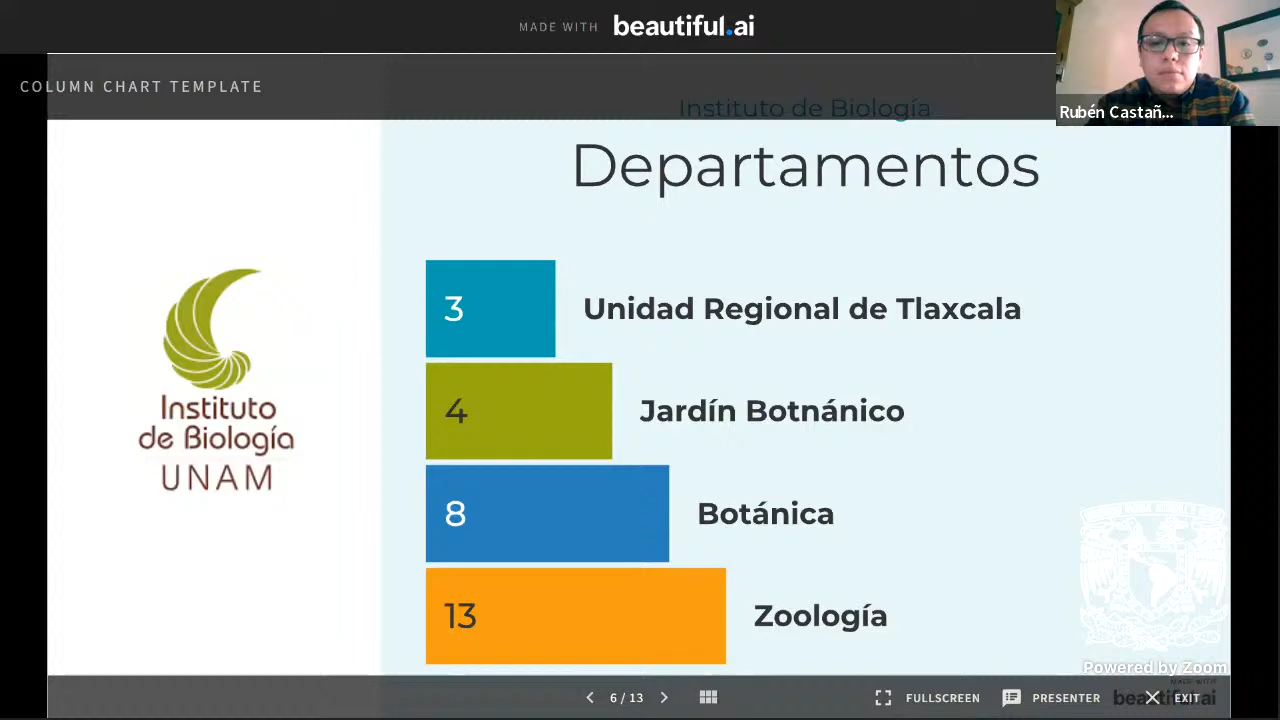 MADE WITH beautiful.ai
COLUMN CHART TEMPLATE
Rubén Castañ...
Instituto de Biología
Departamentos
3 Unidad Regional de Tlaxcala
4 Jardín Botnánico
8 Botánica
13 Zoología
Instituto
de Biología
UNAM
Powered by Zoom
MADE WITH
beautiful.ai
6 / 13
FULLSCREEN
PRESENTER
EXIT